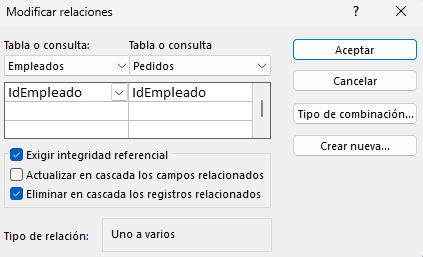 Modificar relaciones
? ×
Tabla o consulta: Tabla o consulta
Empleados Pedidos
IdEmpleado IdEmpleado
Exigir integridad referencial
Actualizar en cascada los campos relacionados
Eliminar en cascada los registros relacionados
Tipo de relación: Uno a varios
Aceptar
Cancelar
Tipo de combinación...
Crear nueva...